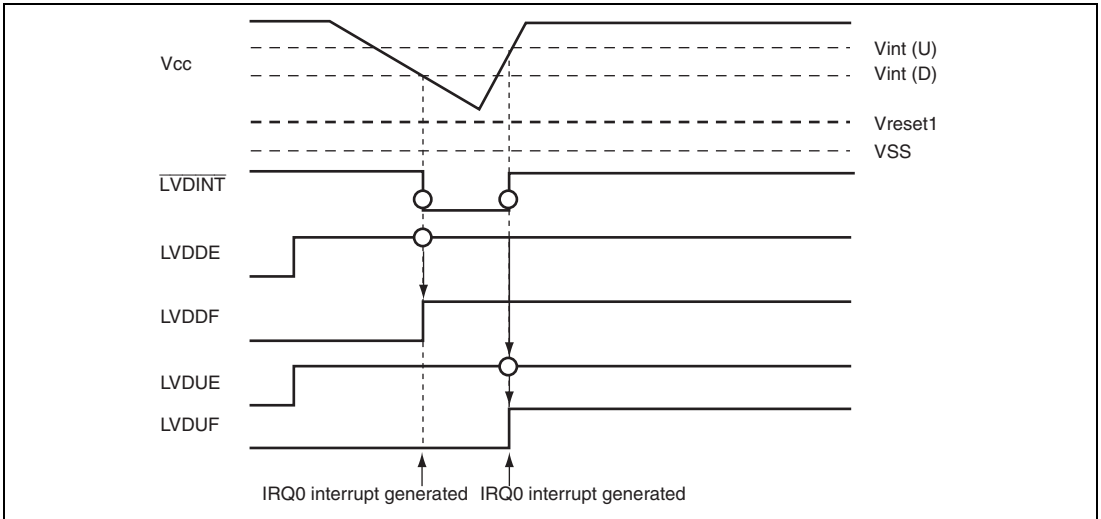 Vcc
Vint (U)
Vint (D)
Vreset1
VSS
LVDINT
LVDDE
LVDDF
LVDUE
LVDUF
IRQ0 interrupt generated IRQ0 interrupt generated